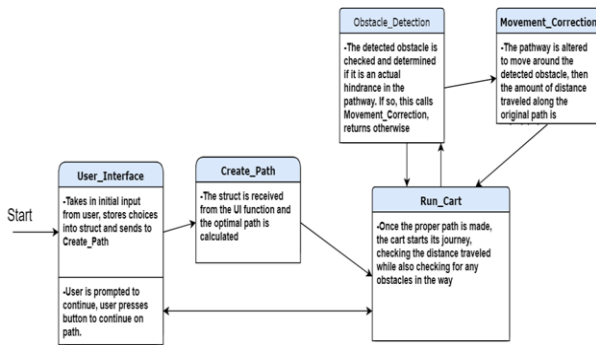 Obstacle_Detection
-The detected obstacle is
checked and determined
if it is an actual
hindrance in the
pathway. If so, this calls
Movement_Correction,
returns otherwise
Movement_Correction
-The pathway is altered
to move around the
detected obstacle, then
the amount of distance
traveled along the
original path is
Start
User_Interface
-Takes in initial input
from user, stores choices
into struct and sends to
Create_Path
-User is prompted to
continue, user presses
button to continue on
path.
Create_Path
-The struct is received
from the UI function and
the optimal path is
calculated
Run_Cart
-Once the proper path is made,
the cart starts its journey,
checking the distance traveled
while also checking for any
obstacles in the way